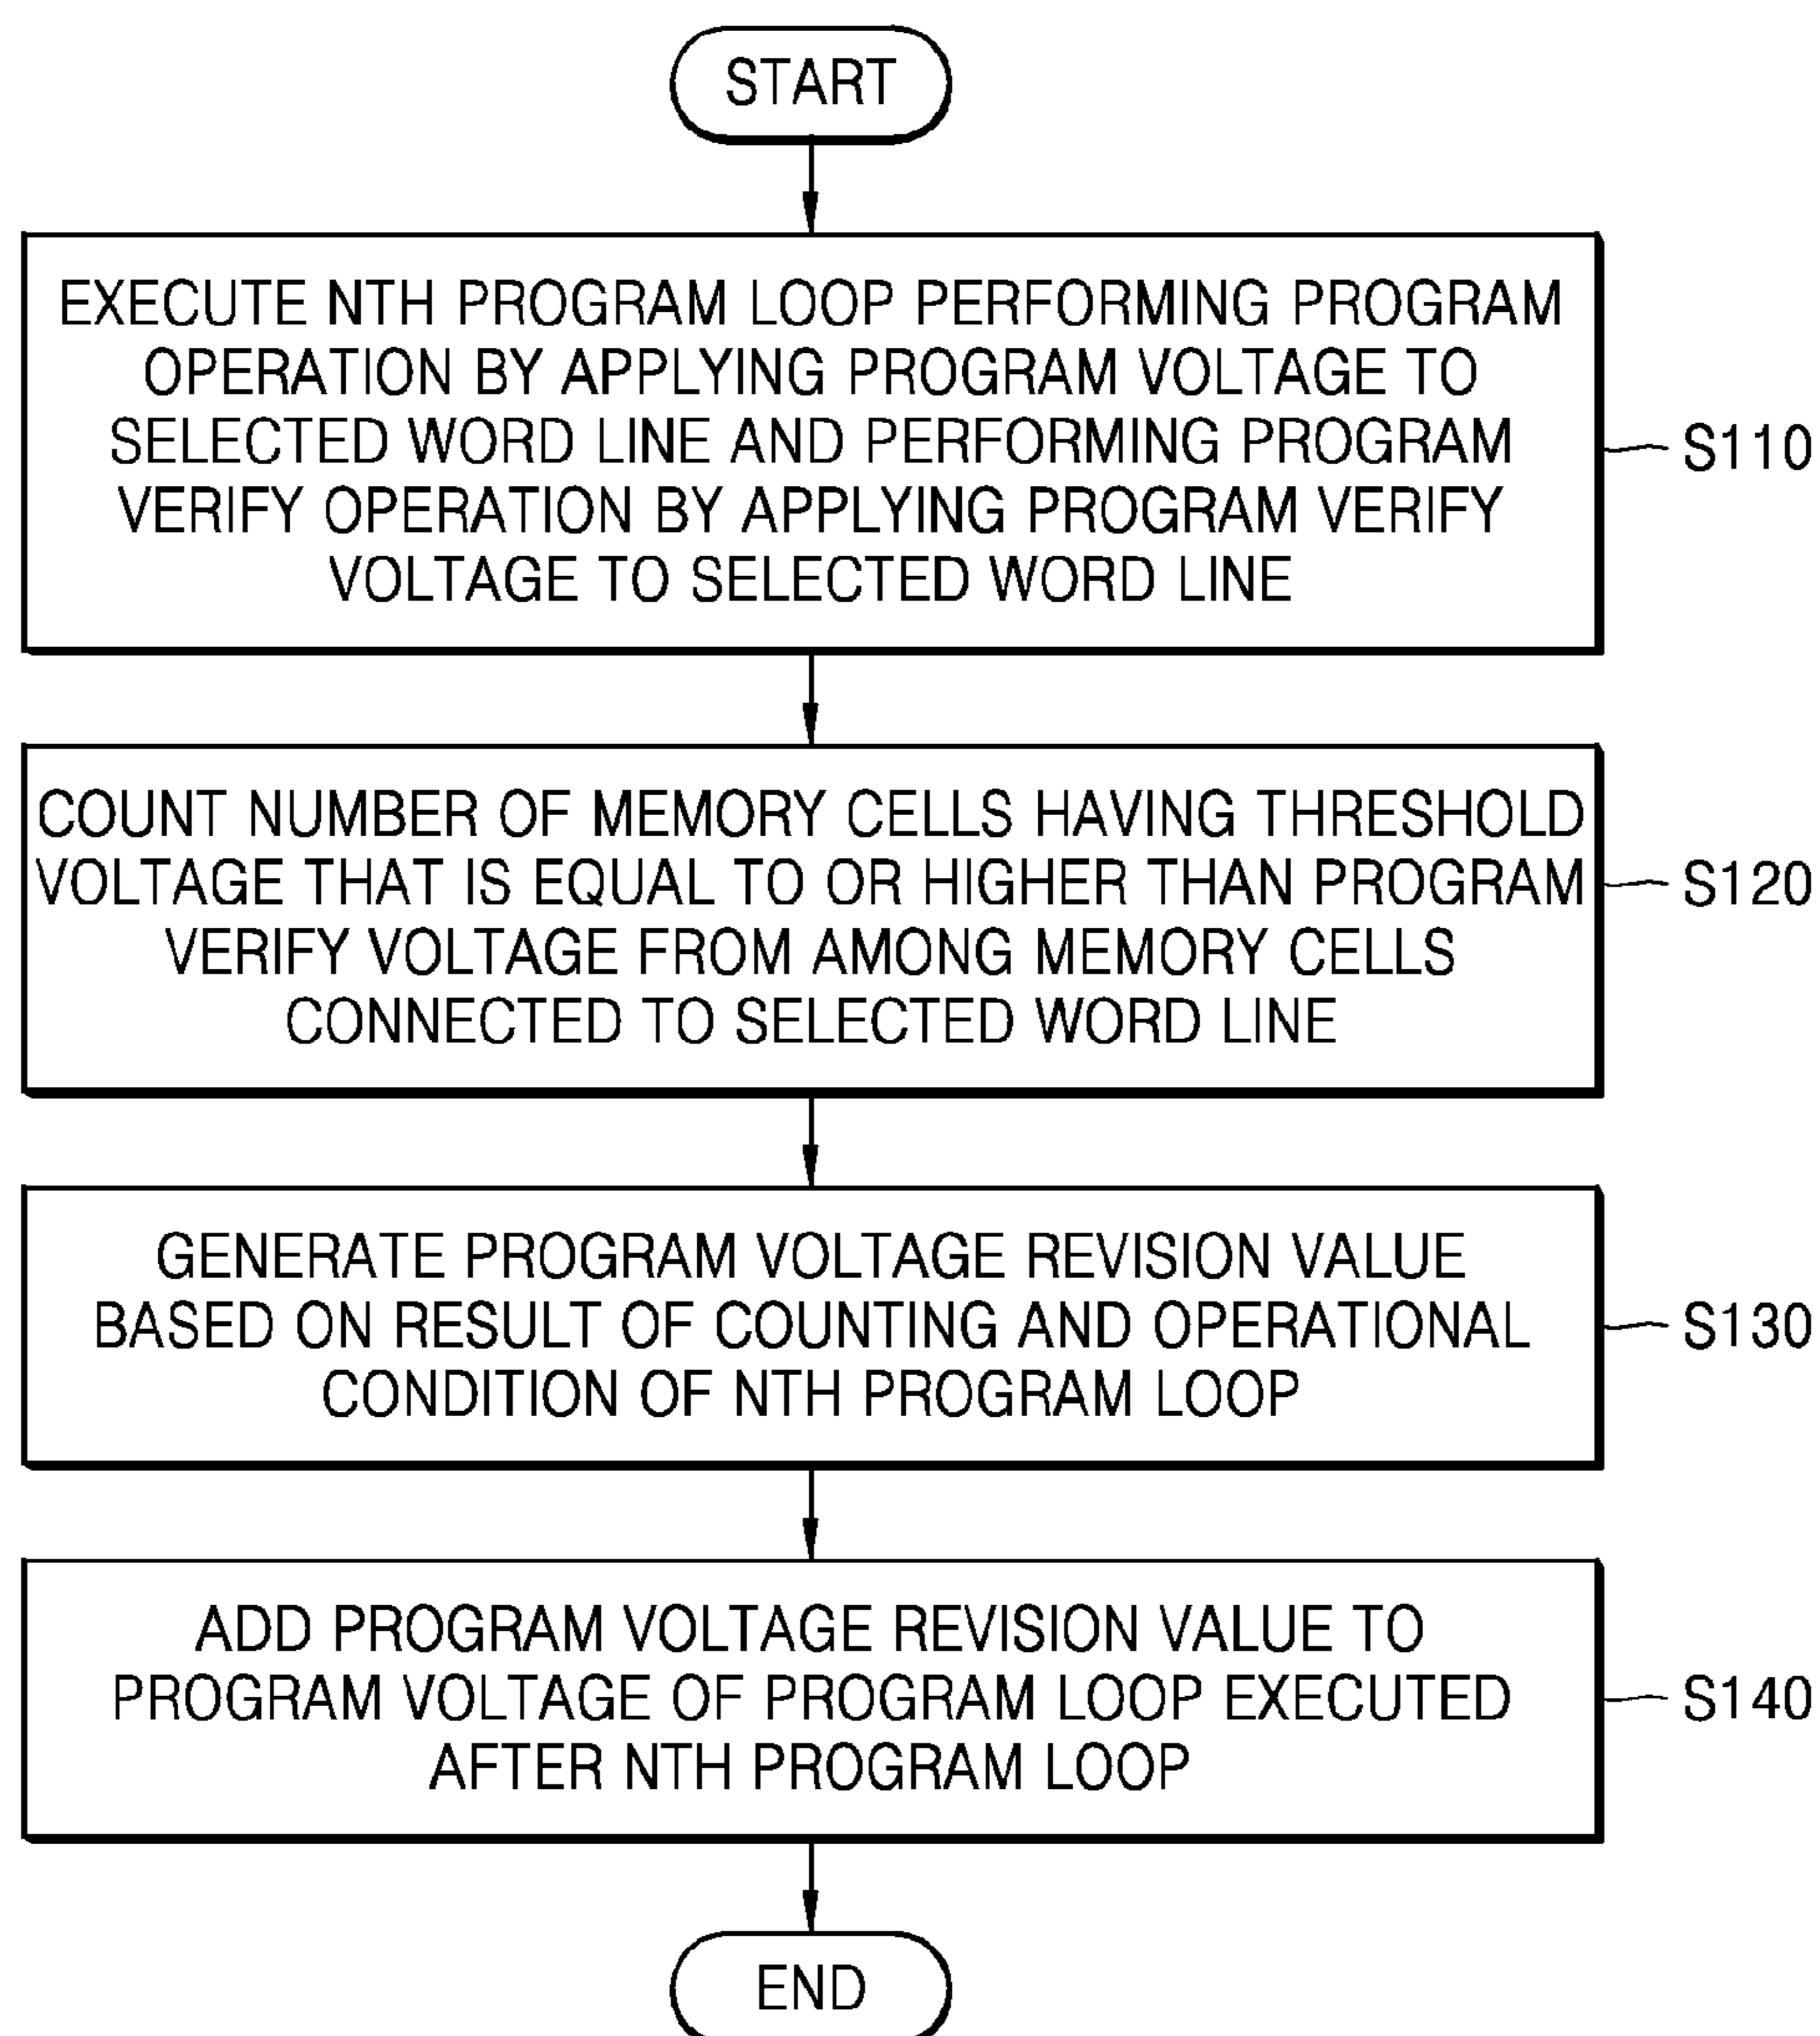 START
EXECUTE NTH PROGRAM LOOP PERFORMING PROGRAM
OPERATION BY APPLYING PROGRAM VOLTAGE TO
SELECTED WORD LINE AND PERFORMING PROGRAM
VERIFY OPERATION BY APPLYING PROGRAM VERIFY
VOLTAGE TO SELECTED WORD LINE
S110
COUNT NUMBER OF MEMORY CELLS HAVING THRESHOLD
VOLTAGE THAT IS EQUAL TO OR HIGHER THAN PROGRAM
VERIFY VOLTAGE FROM AMONG MEMORY CELLS
CONNECTED TO SELECTED WORD LINE
S120
GENERATE PROGRAM VOLTAGE REVISION VALUE
BASED ON RESULT OF COUNTING AND OPERATIONAL
CONDITION OF NTH PROGRAM LOOP
S130
ADD PROGRAM VOLTAGE REVISION VALUE TO
PROGRAM VOLTAGE OF PROGRAM LOOP EXECUTED
AFTER NTH PROGRAM LOOP
S140
END